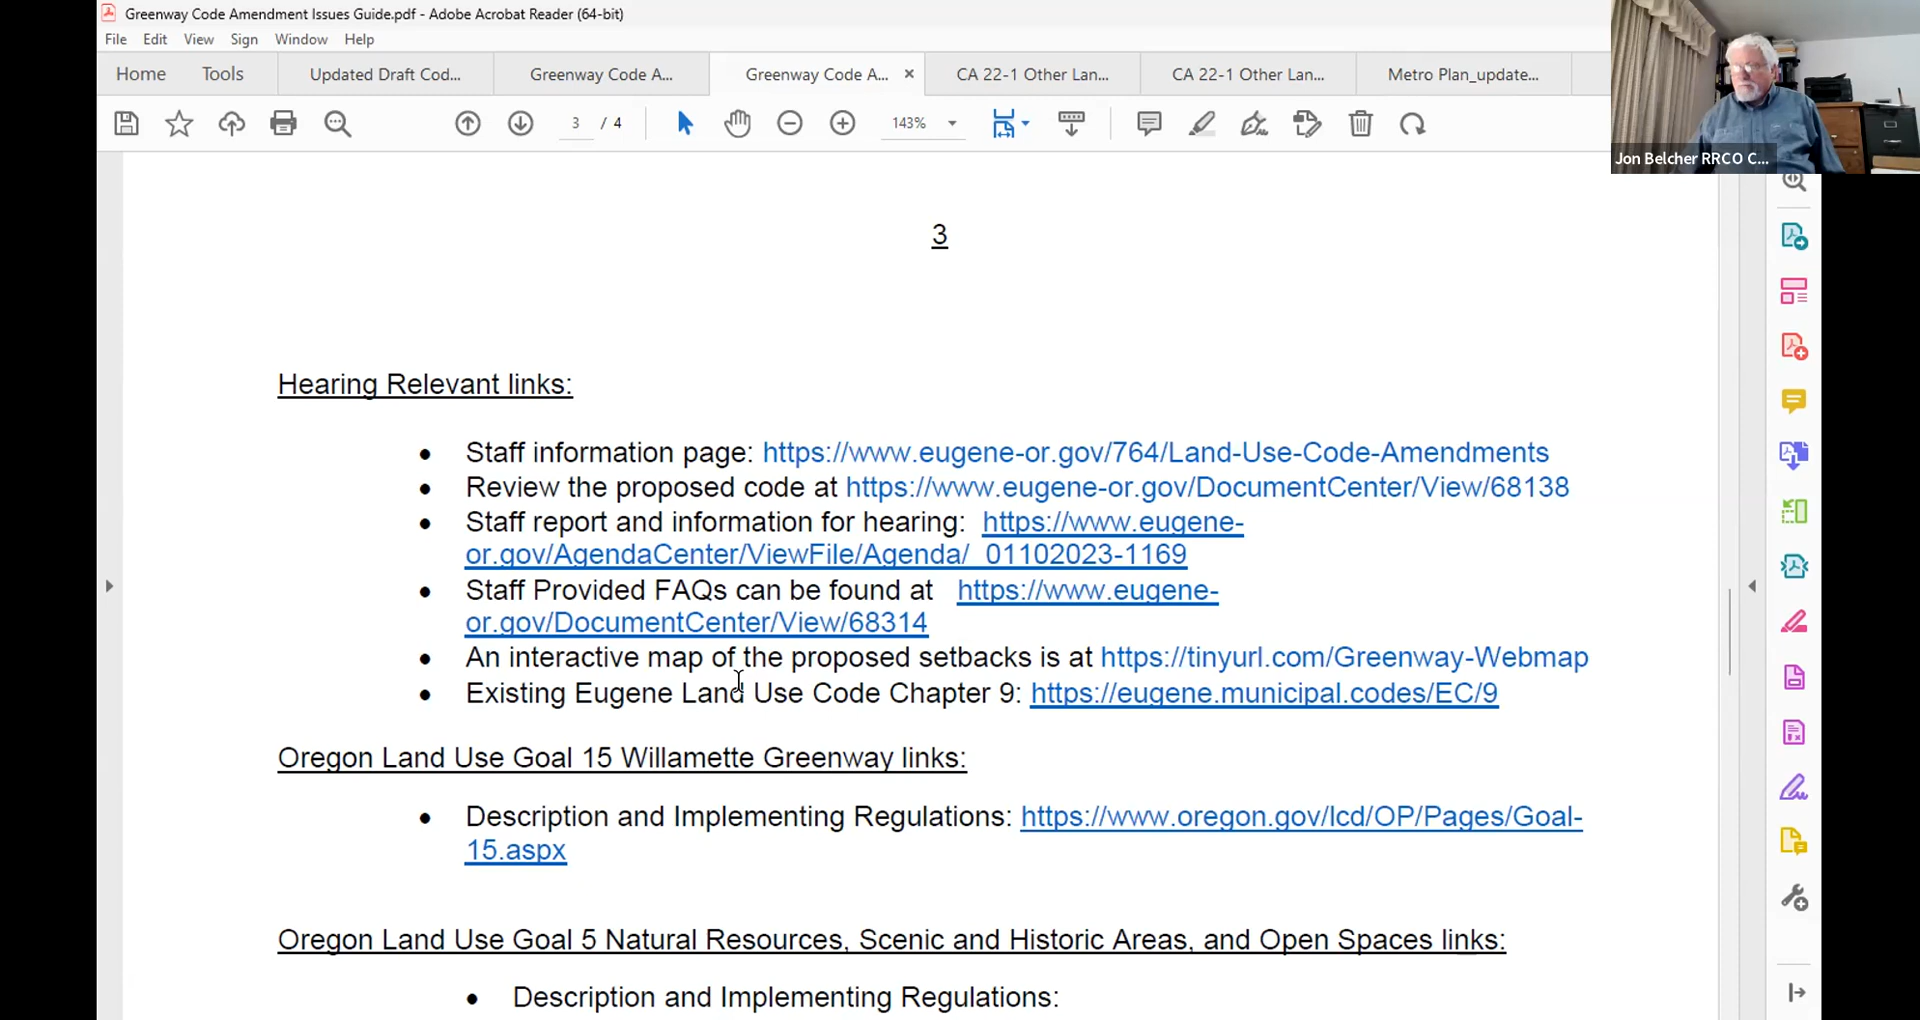 Greenway Code Amendment Issues Guide.pdf - Adobe Acrobat Reader (64-bit)
File Edit View Sign Window Help
Home Tools Updated Draft Cod... Greenway Code A... Greenway Code A... × CA 22-1 Other Lan... CA 22-1 Other Lan... Metro Plan_update...
3 / 4 143%
Jon Belcher RRCO C...
3
Hearing Relevant links:
• Staff information page: https://www.eugene-or.gov/764/Land-Use-Code-Amendments
• Review the proposed code at https://www.eugene-or.gov/DocumentCenter/View/68138
• Staff report and information for hearing: https://www.eugene-
or.gov/AgendaCenter/ViewFile/Agenda/_01102023-1169
• Staff Provided FAQs can be found at https://www.eugene-
or.gov/DocumentCenter/View/68314
• An interactive map of the proposed setbacks is at https://tinyurl.com/Greenway-Webmap
• Existing Eugene Land Use Code Chapter 9: https://eugene.municipal.codes/EC/9
Oregon Land Use Goal 15 Willamette Greenway links:
• Description and Implementing Regulations: https://www.oregon.gov/lcd/OP/Pages/Goal-
15.aspx
Oregon Land Use Goal 5 Natural Resources, Scenic and Historic Areas, and Open Spaces links:
• Description and Implementing Regulations: